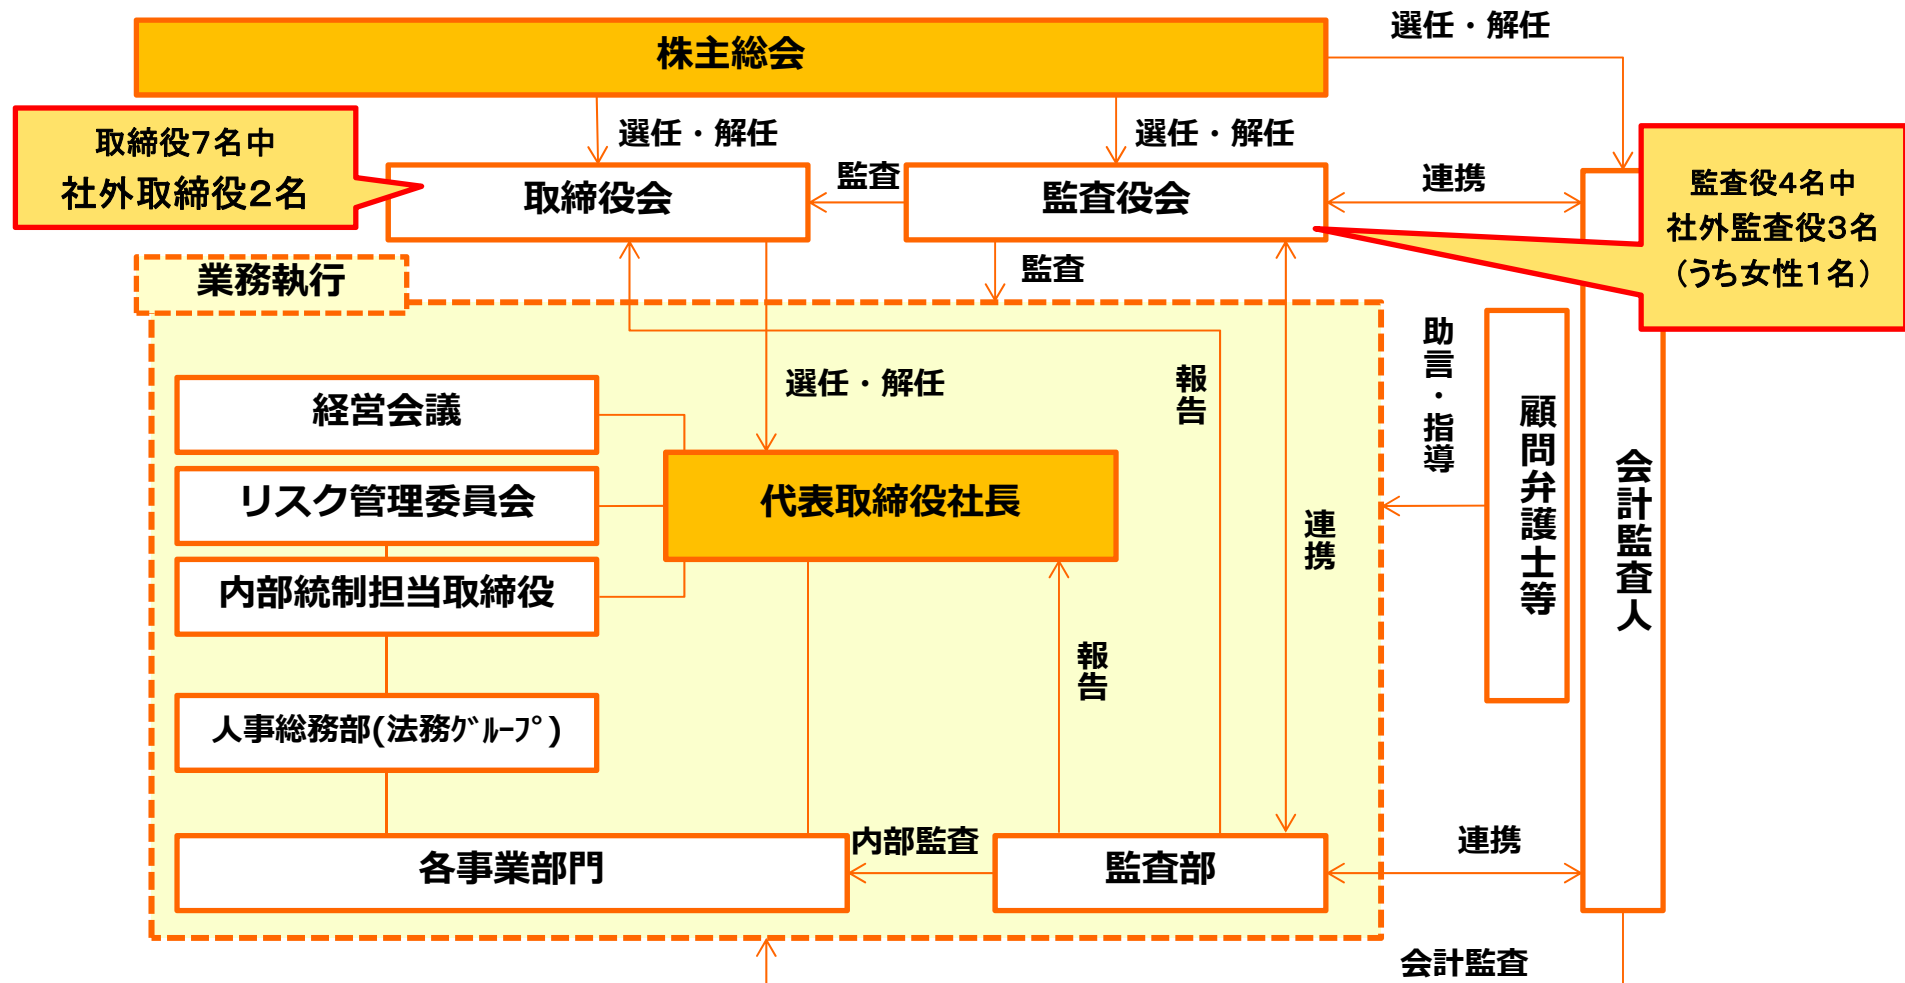 選任・解任
株主総会
取締役7名中
社外取締役2名
選任・解任
選任・解任
監査役4名中
社外監査役3名
(うち女性1名)
取締役会
監査
監査役会
連携
業務執行
監査
助言・指導
経営会議
選任・解任
報告
顧問弁護士等
会計監査人
リスク管理委員会
代表取締役社長
連携
内部統制担当取締役
報告
人事総務部(法務ｸﾞﾙｰﾌﾟ)
各事業部門
内部監査
監査部
連携
会計監査